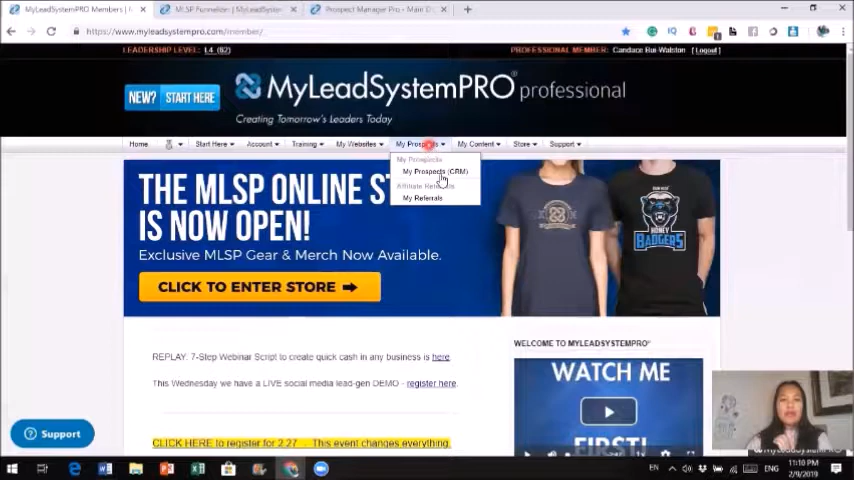 MyLeadSystemPRO Members |
MLSP Funnelizer | MyLeadSystem
Prospect Manager Pro - Main D
https://www.myleadsystempro.com/member/
LEADERSHIP LEVEL: L4 (82)
PROFESSIONAL MEMBER: Candace Bui-Walston [Logout]
NEW? START HERE
MyLeadSystemPRO® professional
Creating Tomorrow's Leaders Today
Home Start Here Account Training My Websites My Prospects My Content Store Support
My Prospects
My Prospects (CRM)
Affiliate Referrals
My Referrals
THE MLSP ONLINE ST
IS NOW OPEN!
Exclusive MLSP Gear & Merch Now Available.
CLICK TO ENTER STORE
HONEY
BADGERS
REPLAY: 7-Step Webinar Script to create quick cash in any business is here.
This Wednesday we have a LIVE social media lead-gen DEMO - register here.
CLICK HERE to register for 2.27 ... This event changes everything.
WELCOME TO MYLEADSYSTEMPRO®
WATCH ME
FIRST!
Support
MyLeadSystemPRO
EN
ENG
11:10 PM
2/9/2019